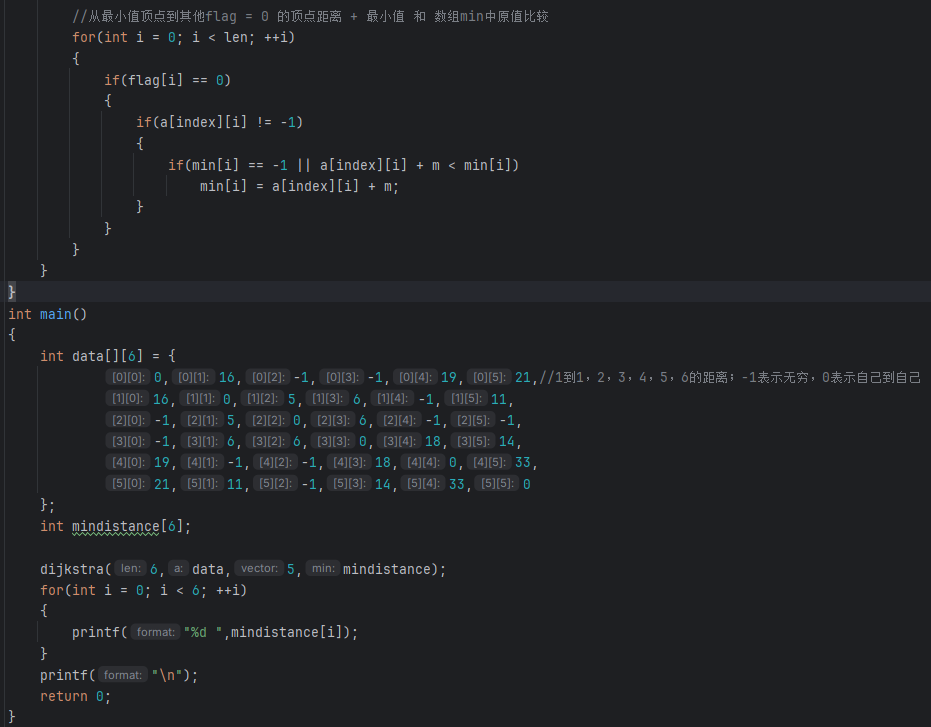 //从最小值顶点到其他flag = 0 的顶点距离 + 最小值 和 数组min中原值比较
for(int i = 0; i < len; ++i)
{
if(flag[i] == 0)
{
if(a[index][i] != -1)
{
if(min[i] == -1 || a[index][i] + m < min[i])
min[i] = a[index][i] + m;
}
}
}
}
}
int main()
{
int data[][6] = {
[0][0]: 0, [0][1]: 16, [0][2]: -1, [0][3]: -1, [0][4]: 19, [0][5]: 21,//1到1，2，3，4，5，6的距离；-1表示无穷，0表示自己到自己
[1][0]: 16, [1][1]: 0, [1][2]: 5, [1][3]: 6, [1][4]: -1, [1][5]: 11,
[2][0]: -1, [2][1]: 5, [2][2]: 0, [2][3]: 6, [2][4]: -1, [2][5]: -1,
[3][0]: -1, [3][1]: 6, [3][2]: 6, [3][3]: 0, [3][4]: 18, [3][5]: 14,
[4][0]: 19, [4][1]: -1, [4][2]: -1, [4][3]: 18, [4][4]: 0, [4][5]: 33,
[5][0]: 21, [5][1]: 11, [5][2]: -1, [5][3]: 14, [5][4]: 33, [5][5]: 0
};
int mindistance[6];
dijkstra( len: 6, a: data, vector: 5, min: mindistance);
for(int i = 0; i < 6; ++i)
{
printf( format: "%d ",mindistance[i]);
}
printf( format: "\n");
return 0;
}